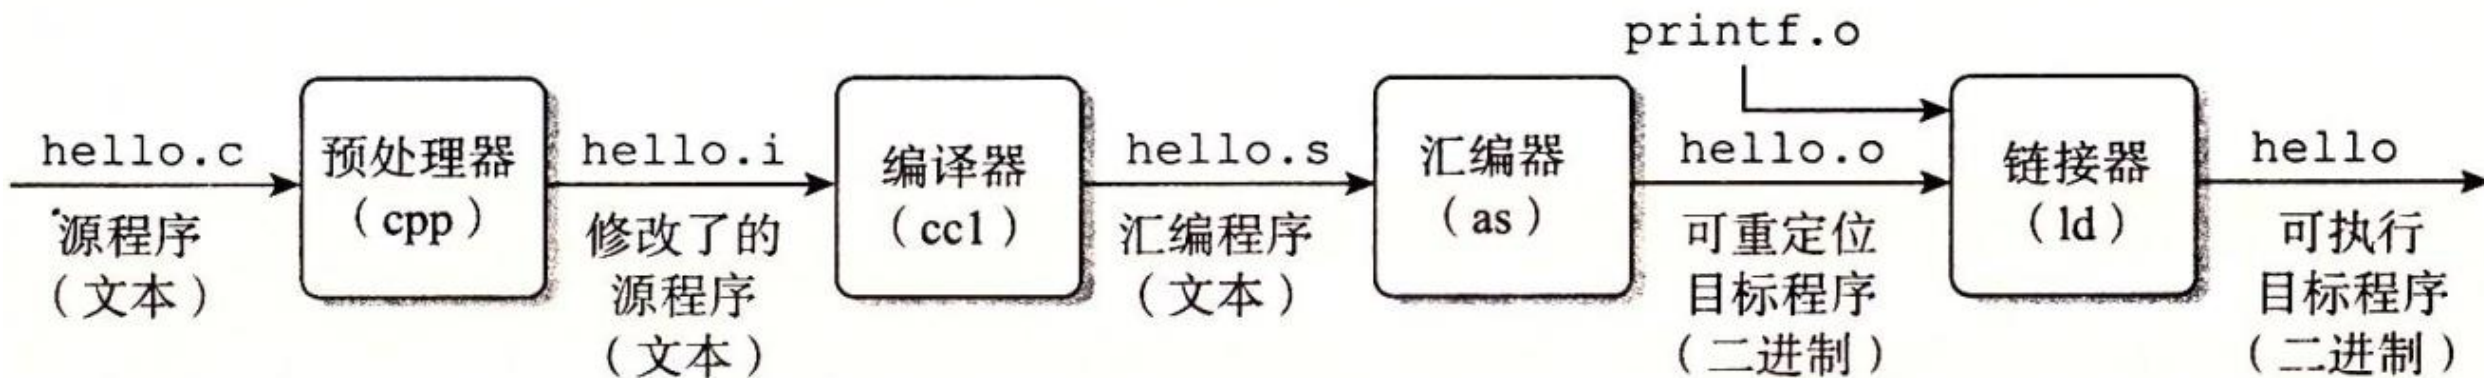 printf.o
hello.c
源程序
（文本）
预处理器
（cpp）
hello.i
修改了的
源程序
（文本）
编译器
（cc1）
hello.s
汇编程序
（文本）
汇编器
（as）
hello.o
可重定位
目标程序
（二进制）
链接器
（ld）
hello
可执行
目标程序
（二进制）